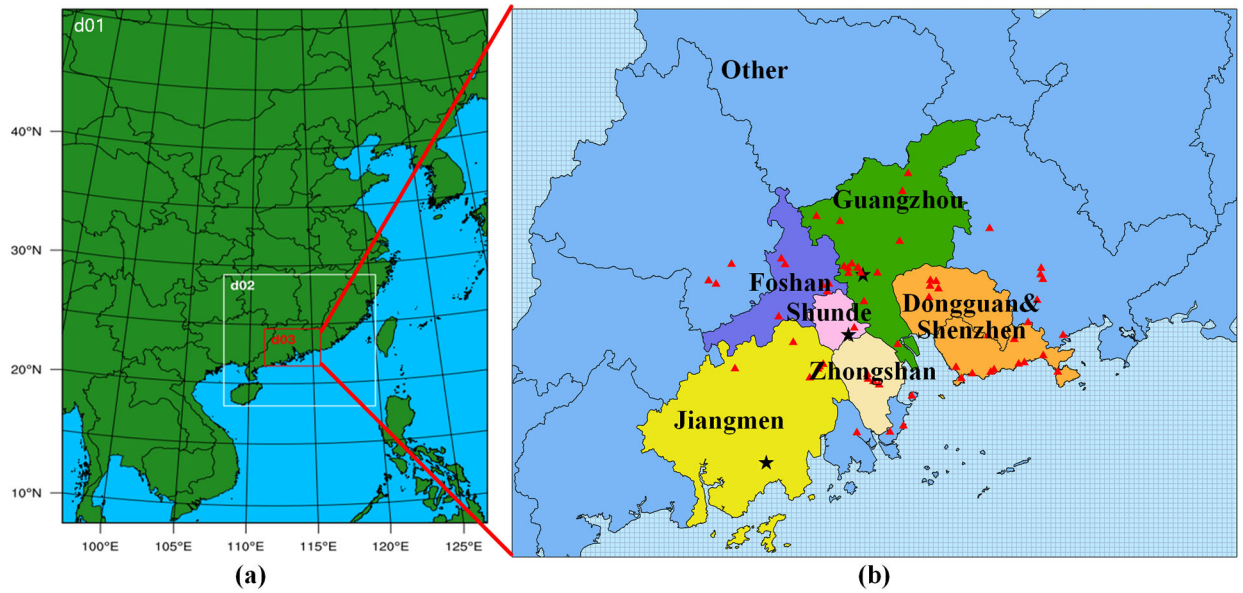 d01
40°N
30°N
20°N
10°N
d02
d03
100°E 105°E 110°E 115°E 120°E 125°E
(a)
Other
Guangzhou
Foshan
Shunde
Dongguan&
Shenzhen
Zhongshan
Jiangmen
(b)